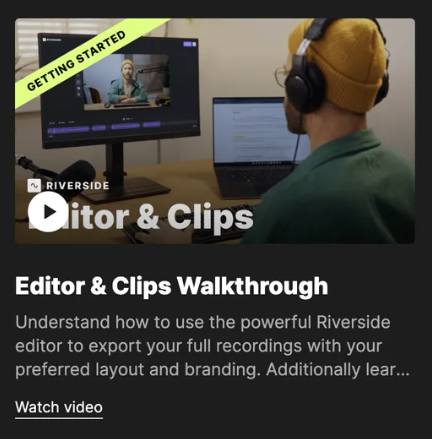 GETTING STARTED
RIVERSIDE
Editor & Clips
Editor & Clips Walkthrough
Understand how to use the powerful Riverside
editor to export your full recordings with your
preferred layout and branding. Additionally lear...
Watch video